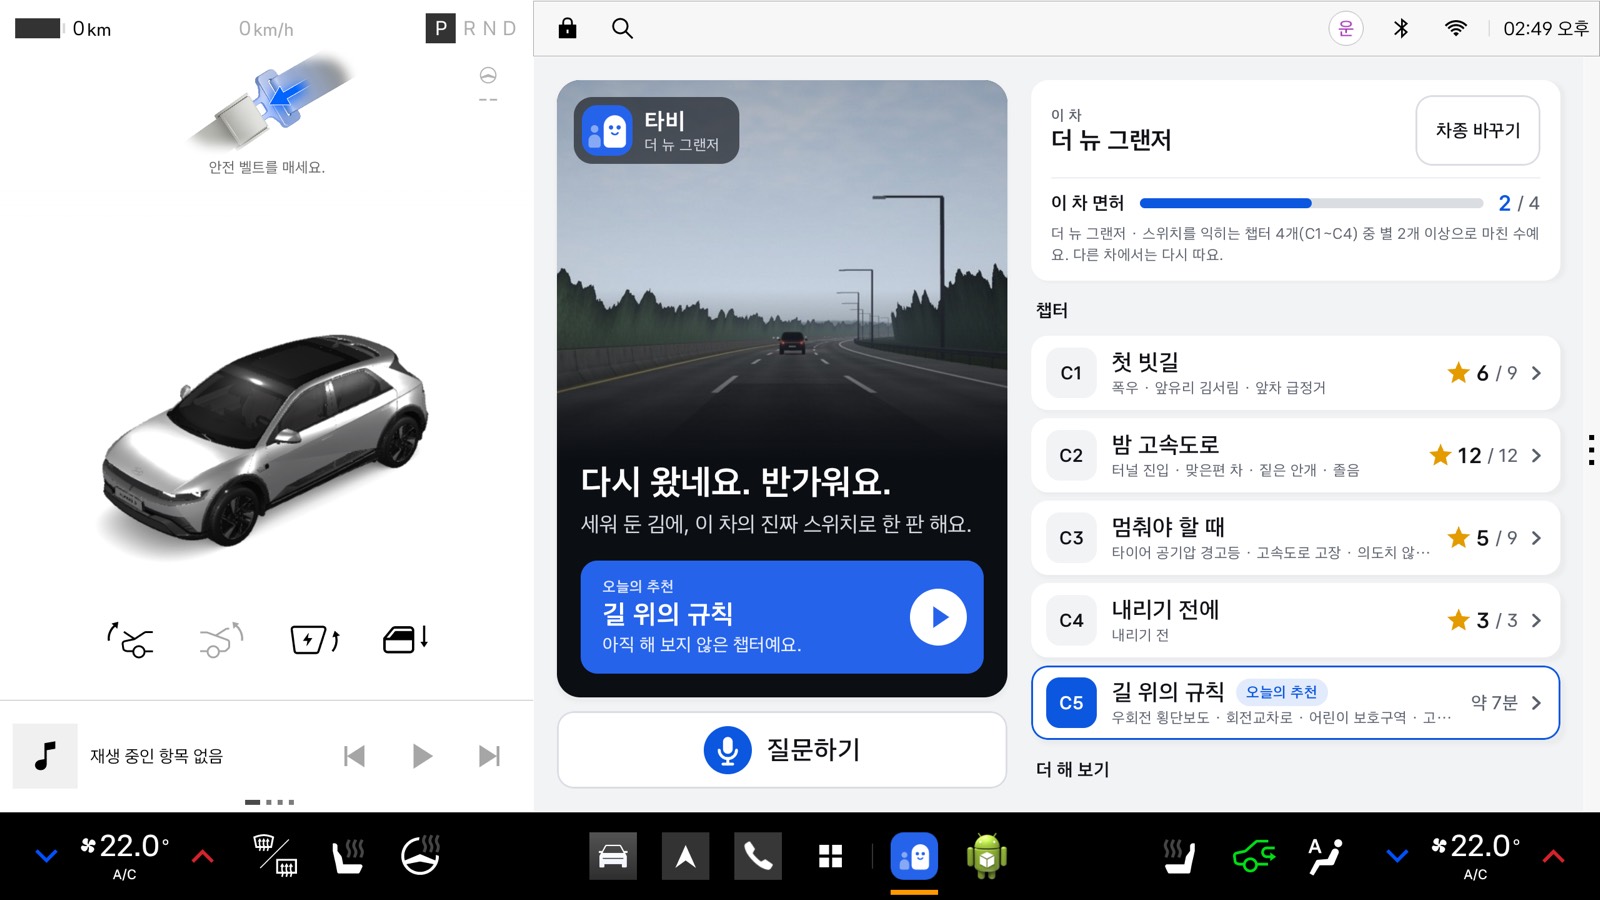 0 km
0 km/h
P R N D
--
안전 벨트를 매세요.
재생 중인 항목 없음
운
02:49 오후
타비
더 뉴 그랜저
다시 왔네요. 반가워요.
세워 둔 김에, 이 차의 진짜 스위치로 한 판 해요.
오늘의 추천
길 위의 규칙
아직 해 보지 않은 챕터예요.
질문하기
이 차
더 뉴 그랜저
차종 바꾸기
이 차 면허
2 / 4
더 뉴 그랜저 · 스위치를 익히는 챕터 4개(C1~C4) 중 별 2개 이상으로 마친 수예
요. 다른 차에서는 다시 따요.
챕터
C1
첫 빗길
폭우 · 앞유리 김서림 · 앞차 급정거
6 / 9
C2
밤 고속도로
터널 진입 · 맞은편 차 · 짙은 안개 · 졸음
12 / 12
C3
멈춰야 할 때
타이어 공기압 경고등 · 고속도로 고장 · 의도치 않…
5 / 9
C4
내리기 전에
내리기 전
3 / 3
C5
길 위의 규칙 오늘의 추천
우회전 횡단보도 · 회전교차로 · 어린이 보호구역 · 고…
약 7분
더 해 보기
22.0°
A/C
A
22.0°
A/C